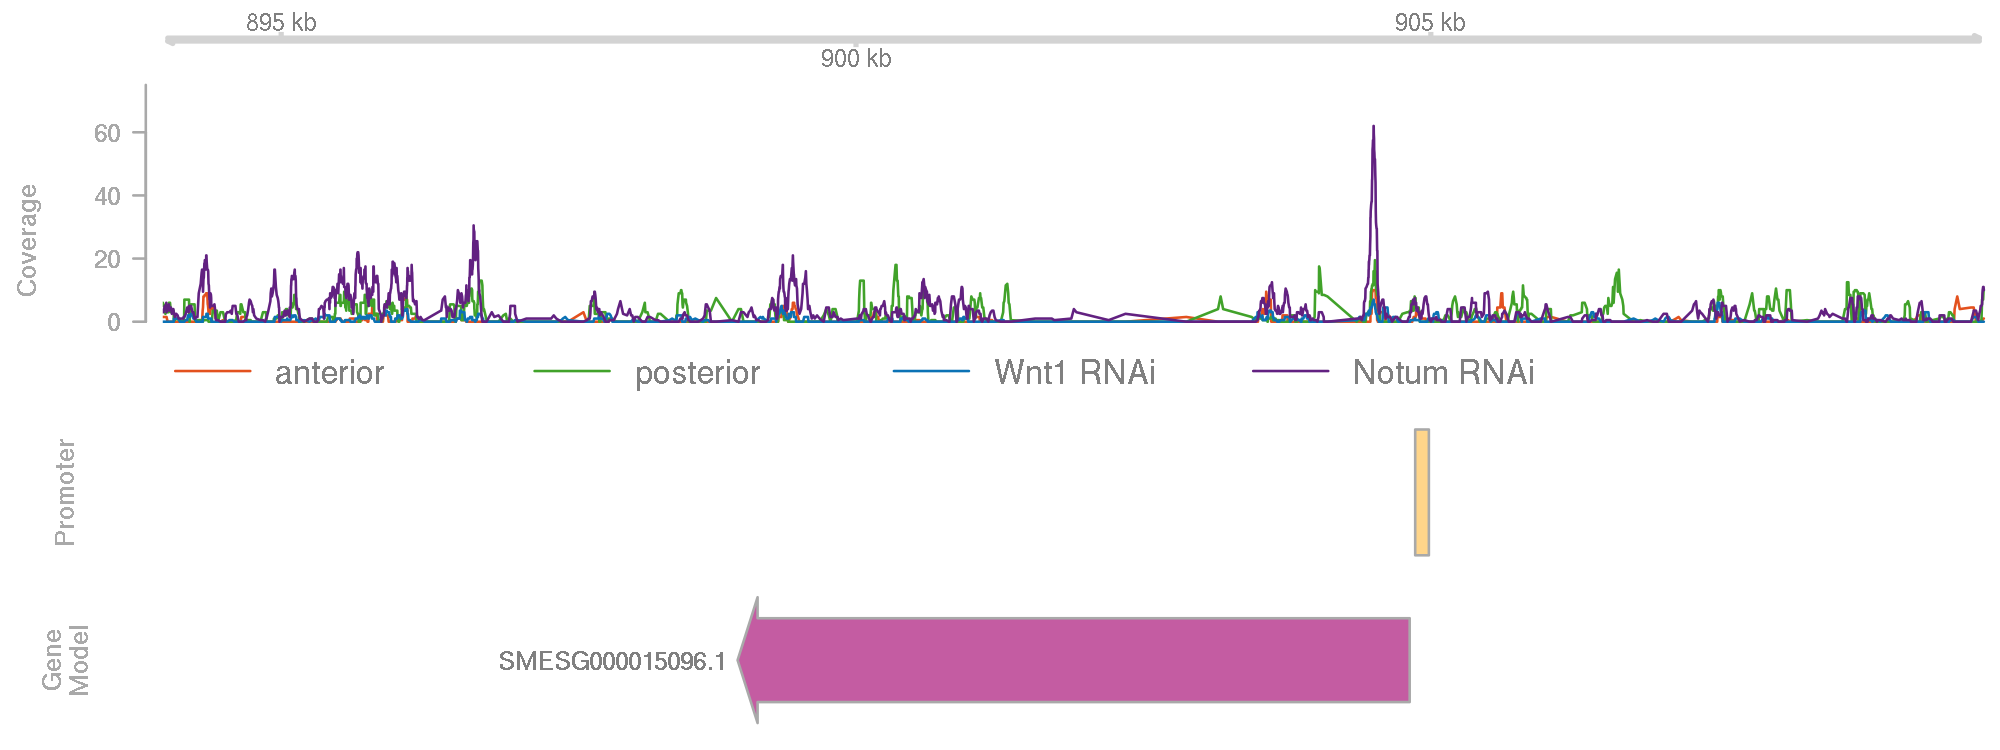 895 kb
905 kb
900 kb
Coverage
60
40
20
0
anterior
posterior
Wnt1 RNAi
Notum RNAi
Promoter
0
Gene
Model
SMESG000015096.1